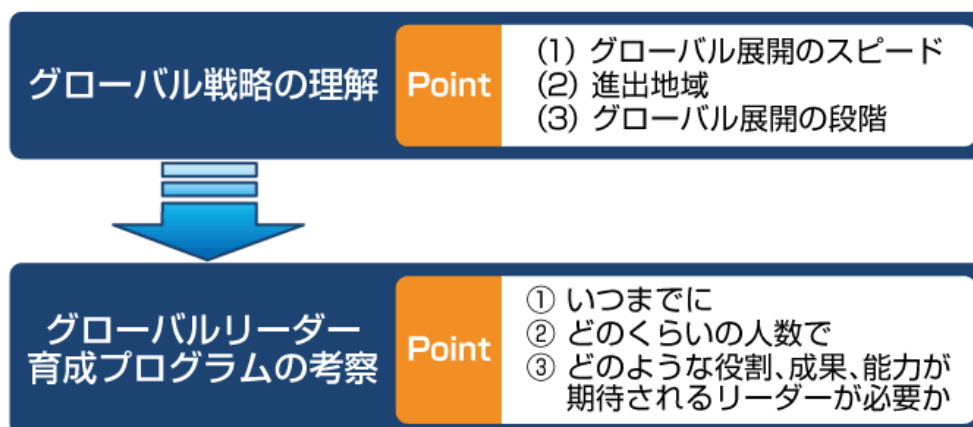 グローバル戦略の理解
Point
(1) グローバル展開のスピード
(2) 進出地域
(3) グローバル展開の段階
グローバルリーダー
育成プログラムの考察
Point
① いつまでに
② どのくらいの人数で
③ どのような役割、成果、能力が
期待されるリーダーが必要か